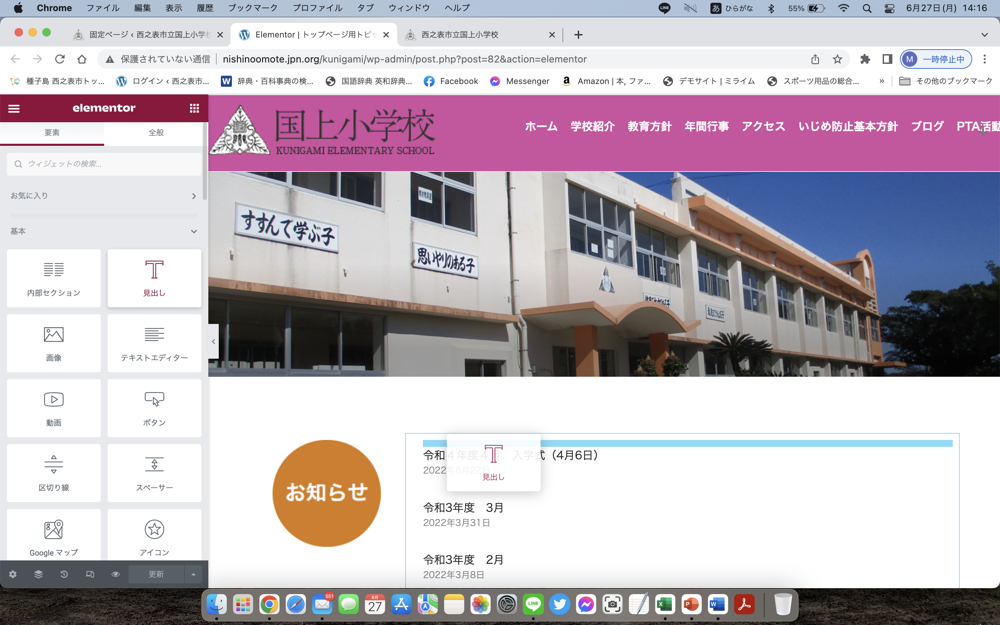 Chrome ファイル 編集 表示 履歴 ブックマーク プロファイル タブ ウィンドウ ヘルプ
LINE あ ひらがな 55% 6月27日(月) 14:16
固定ページ ‹ 西之表市立国上小学校
Elementor | トップページ用トピッ
西之表市立国上小学校
保護されていない通信 nishinoomote.jpn.org/kunigami/wp-admin/post.php?post=82&action=elementor
M 一時停止中
種子島 西之表市トッ... ログイン ‹ 西之表市... W 辞典・百科事典の検... 国語辞典 英和辞典... Facebook Messenger a Amazon | 本, ファ... デモサイト | ミライム スポーツ用品の総合... » その他のブックマーク
elementor
要素 全般
ウィジェットの検索...
お気に入り
基本
内部セクション 見出し
画像 テキストエディター
動画 ボタン
区切り線 スペーサー
Google マップ アイコン
更新
国上小学校
KUNIGAMI ELEMENTARY SCHOOL
ホーム 学校紹介 教育方針 年間行事 アクセス いじめ防止基本方針 ブログ PTA活動
教材教具室
すすんで学ぶ子
思いやりのある子
お知らせ
令和４年度４月　入学式（4月6日）
2022年6月22日
見出し
令和3年度　3月
2022年3月31日
令和3年度　2月
2022年3月8日
551
6月
27
LINE
X
P
W